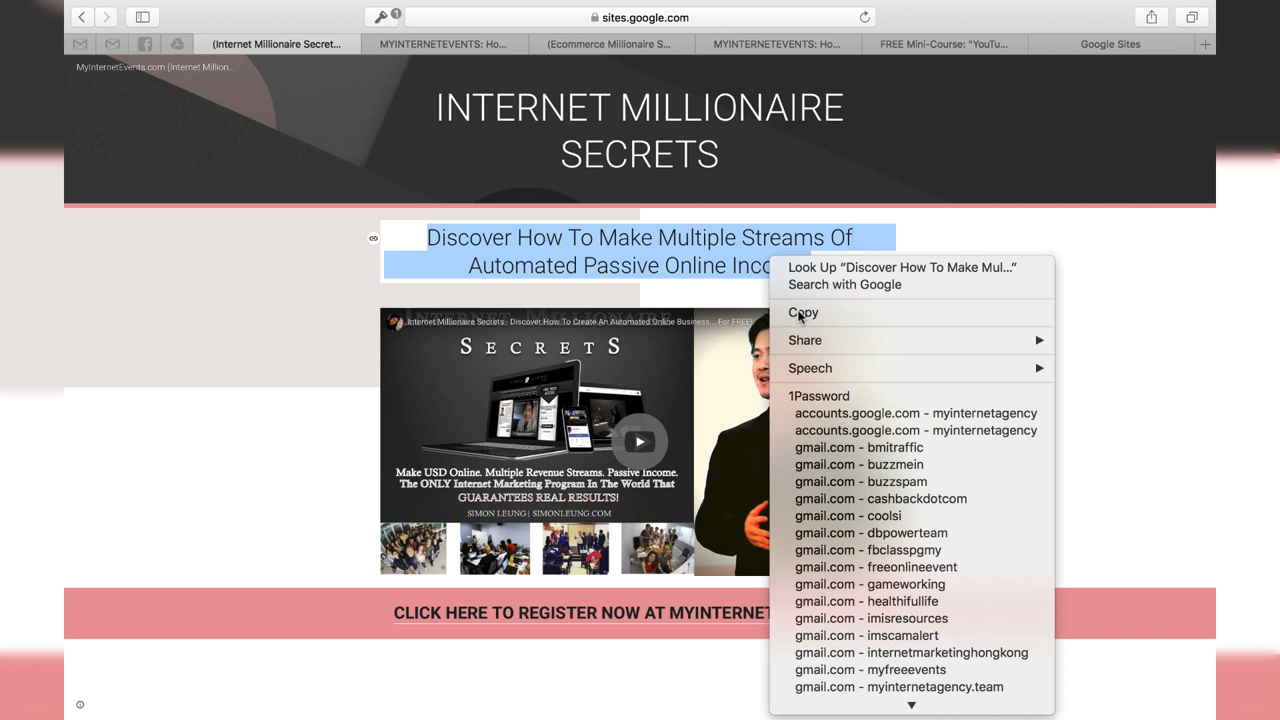 1
sites.google.com
(Internet Millionaire Secret...
MYINTERNETEVENTS: Ho...
(Ecommerce Millionaire S...
MYINTERNETEVENTS: Ho...
FREE Mini-Course: "YouTu...
Google Sites
MyInternetEvents.com (Internet Million...
INTERNET MILLIONAIRE
SECRETS
Discover How To Make Multiple Streams Of
Automated Passive Online Inco
Internet Millionaire Secrets - Discover How To Create An Automated Online Business... For FREE!
SECRETS
Make USD Online. Multiple Revenue Streams. Passive Income.
The ONLY Internet Marketing Program In The World That
GUARANTEES REAL RESULTS!
SIMON LEUNG | SIMONLEUNG.COM
CLICK HERE TO REGISTER NOW AT MYINTERNET
Look Up "Discover How To Make Mul..."
Search with Google
Copy
Share
Speech
1Password
accounts.google.com - myinternetagency
accounts.google.com - myinternetagency
gmail.com - bmitraffic
gmail.com - buzzmein
gmail.com - buzzspam
gmail.com - cashbackdotcom
gmail.com - coolsi
gmail.com - dbpowerteam
gmail.com - fbclasspgmy
gmail.com - freeonlineevent
gmail.com - gameworking
gmail.com - healthifullife
gmail.com - imisresources
gmail.com - imscamalert
gmail.com - internetmarketinghongkong
gmail.com - myfreeevents
gmail.com - myinternetagency.team